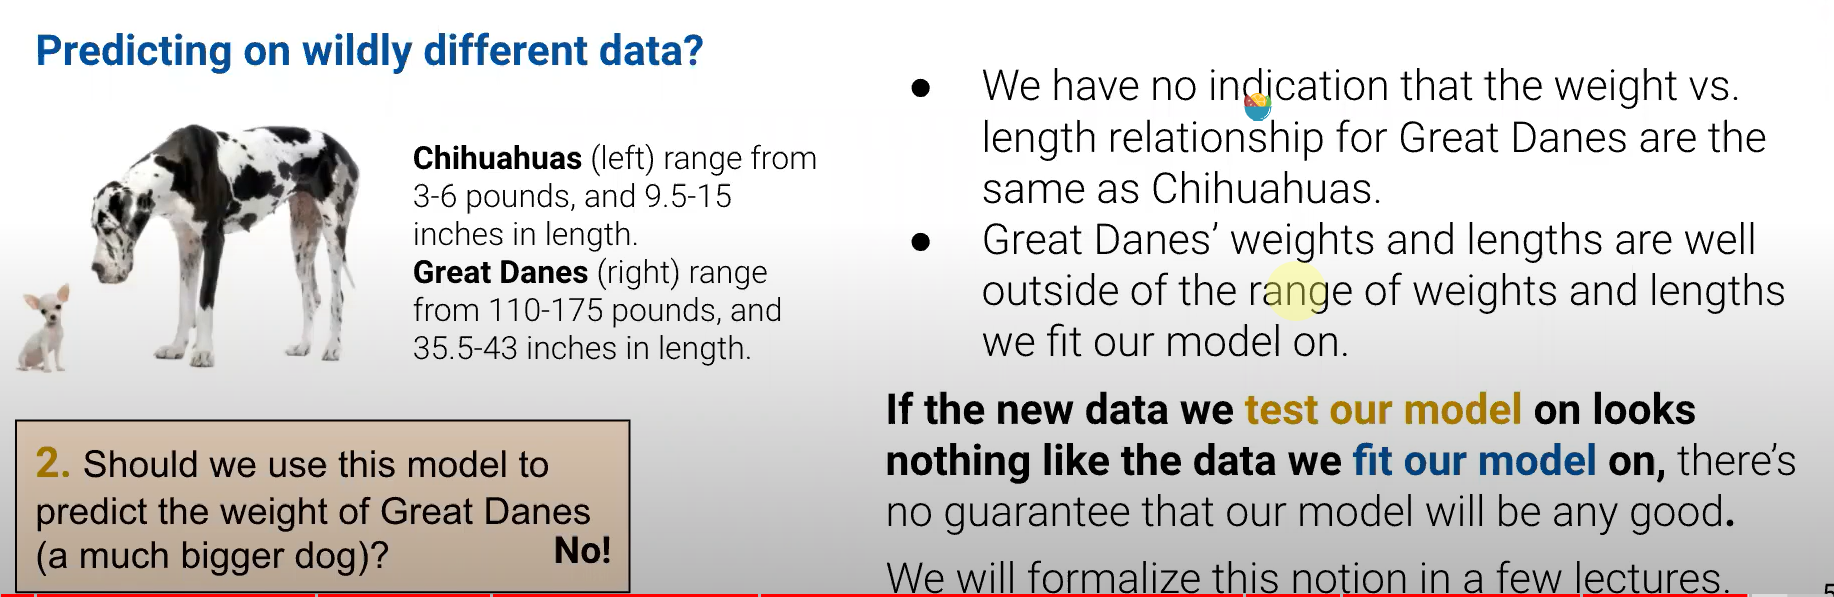 Predicting on wildly different data?
Chihuahuas (left) range from
3-6 pounds, and 9.5-15
inches in length.
Great Danes (right) range
from 110-175 pounds, and
35.5-43 inches in length.
2. Should we use this model to
predict the weight of Great Danes
(a much bigger dog)?
No!
● We have no indication that the weight vs.
length relationship for Great Danes are the
same as Chihuahuas.
● Great Danes’ weights and lengths are well
outside of the range of weights and lengths
we fit our model on.
If the new data we test our model on looks
nothing like the data we fit our model on, there’s
no guarantee that our model will be any good.
We will formalize this notion in a few lectures.